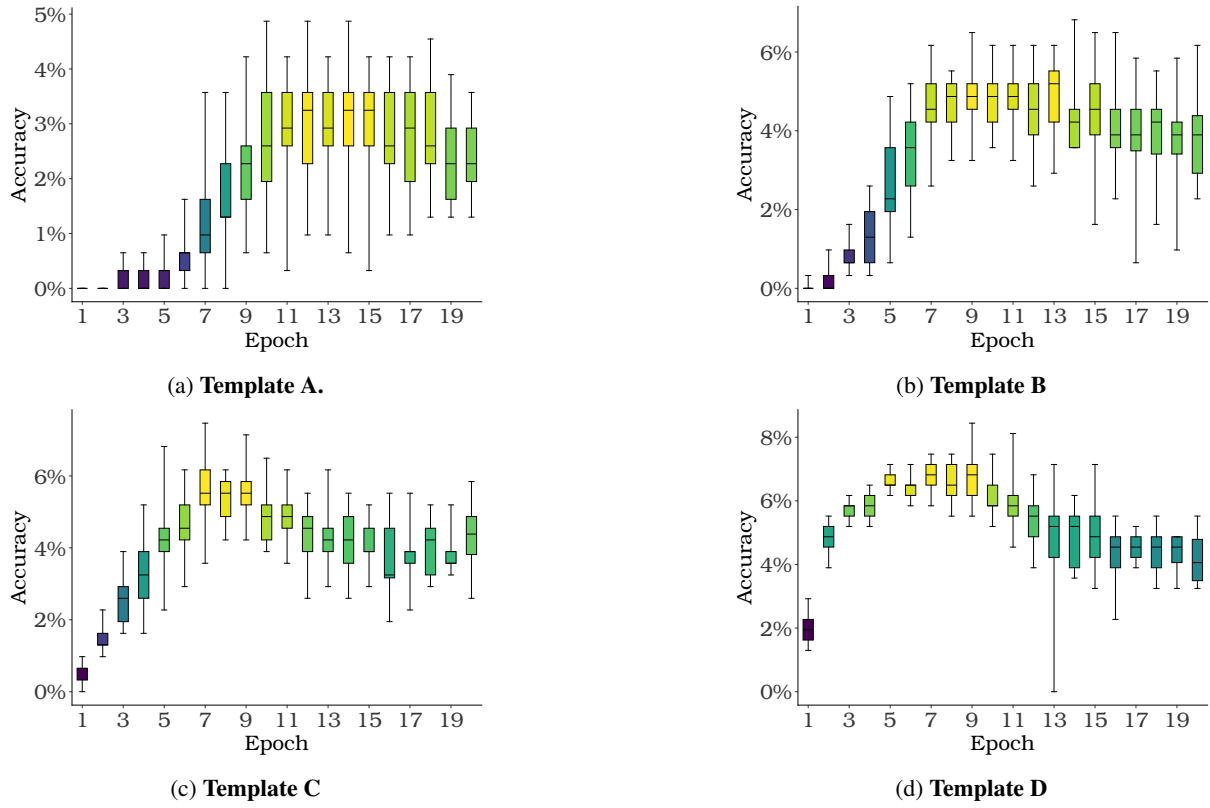 5%
4%
3%
2%
1%
0%
Accuracy
1 3 5 7 9 11 13 15 17 19
Epoch
(a) Template A.
6%
4%
2%
0%
Accuracy
1 3 5 7 9 11 13 15 17 19
Epoch
(b) Template B
6%
4%
2%
0%
Accuracy
1 3 5 7 9 11 13 15 17 19
Epoch
(c) Template C
8%
6%
4%
2%
0%
Accuracy
1 3 5 7 9 11 13 15 17 19
Epoch
(d) Template D